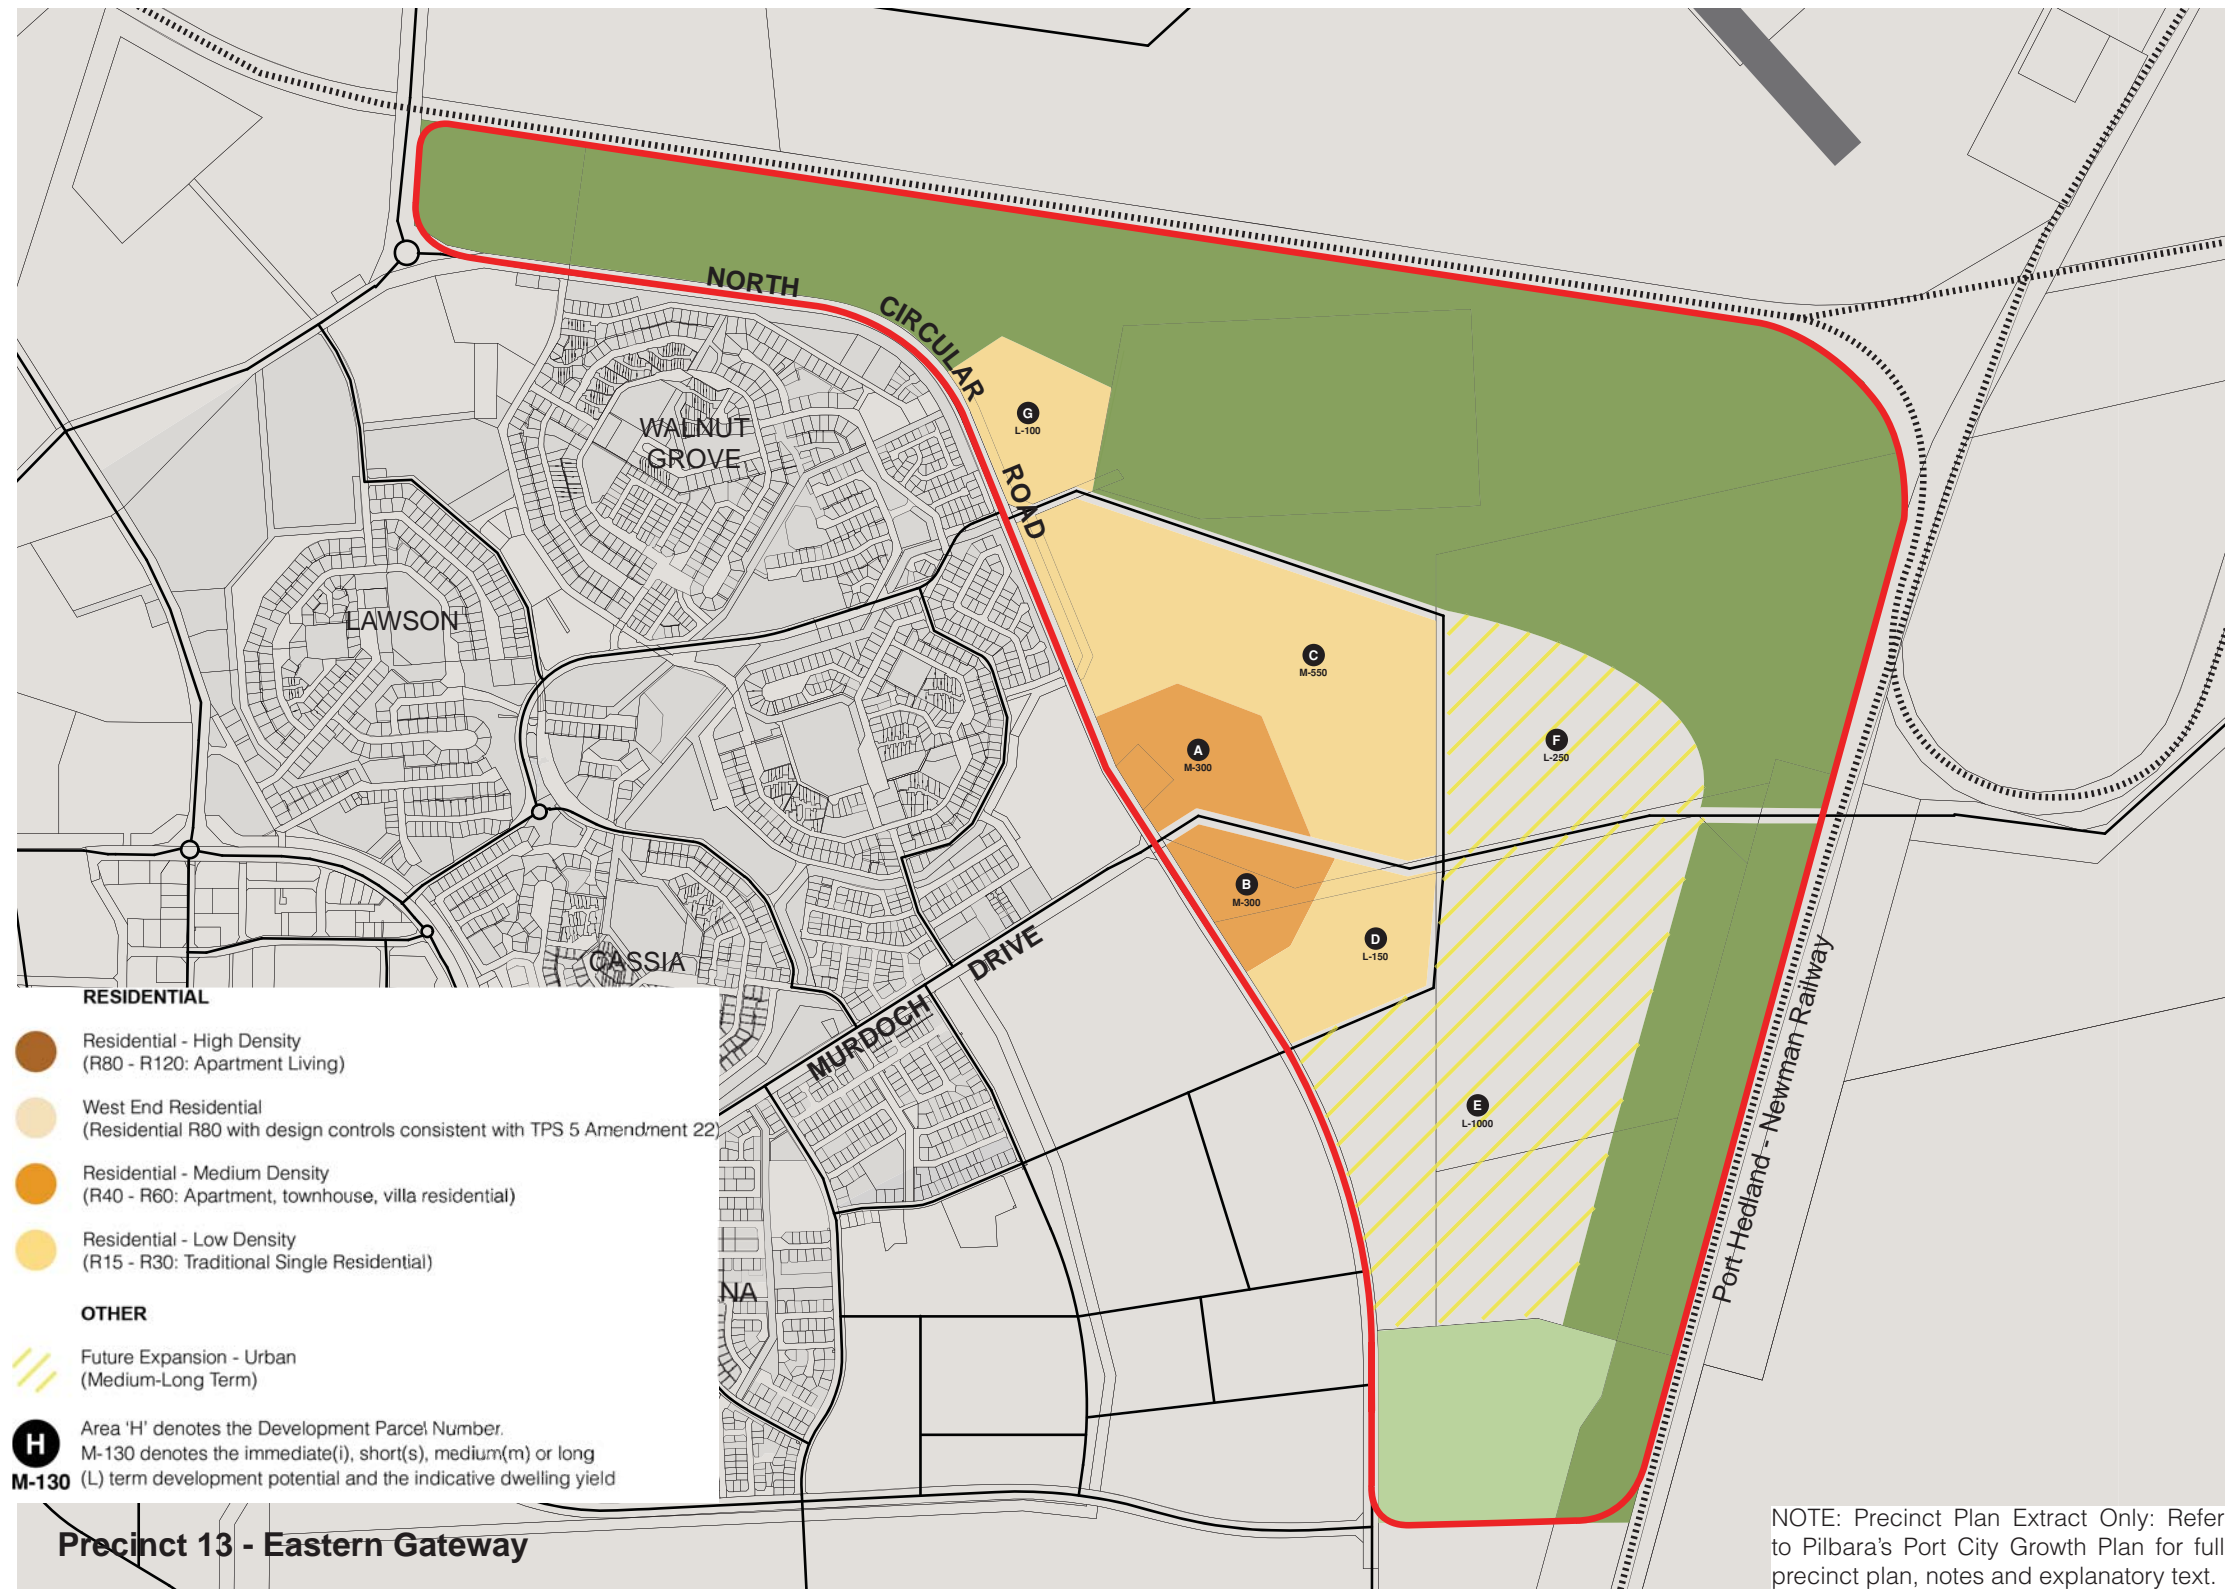 NORTH
CIRCULAR
ROAD
WALNUT
GROVE
LAWSON
CASSIA
MURDOCH
DRIVE
NA
G
L-100
C
M-550
A
M-300
F
L-250
B
M-300
D
L-150
E
L-1000
Port Hedland - Newman Railway
RESIDENTIAL
Residential - High Density
(R80 - R120: Apartment Living)
West End Residential
(Residential R80 with design controls consistent with TPS 5 Amendment 22)
Residential - Medium Density
(R40 - R60: Apartment, townhouse, villa residential)
Residential - Low Density
(R15 - R30: Traditional Single Residential)
OTHER
Future Expansion - Urban
(Medium-Long Term)
H
M-130
Area 'H' denotes the Development Parcel Number.
M-130 denotes the immediate(i), short(s), medium(m) or long
(L) term development potential and the indicative dwelling yield
Precinct 13 - Eastern Gateway
NOTE: Precinct Plan Extract Only: Refer
to Pilbara's Port City Growth Plan for full
precinct plan, notes and explanatory text.